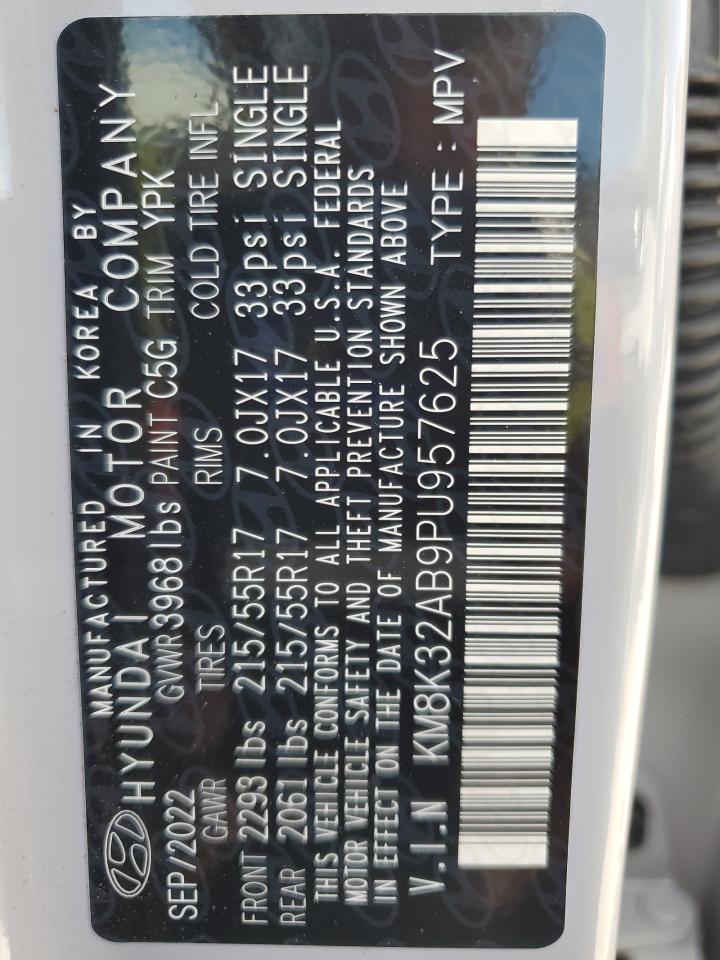 MANUFACTURED IN KOREA BY
HYUNDAI MOTOR COMPANY
SEP/2022 GVWR 3968 lbs PAINT C5G TRIM YPK
GAWR TIRES RIMS COLD TIRE INFL
FRONT 2293 lbs 215/55R17 7.0JX17 33psi SINGLE
REAR 2061 lbs 215/55R17 7.0JX17 33psi SINGLE
THIS VEHICLE CONFORMS TO ALL APPLICABLE U.S.A. FEDERAL
MOTOR VEHICLE SAFETY AND THEFT PREVENTION STANDARDS
IN EFFECT ON THE DATE OF MANUFACTURE SHOWN ABOVE
V.I.N KM8K32AB9PU957625 TYPE : MPV